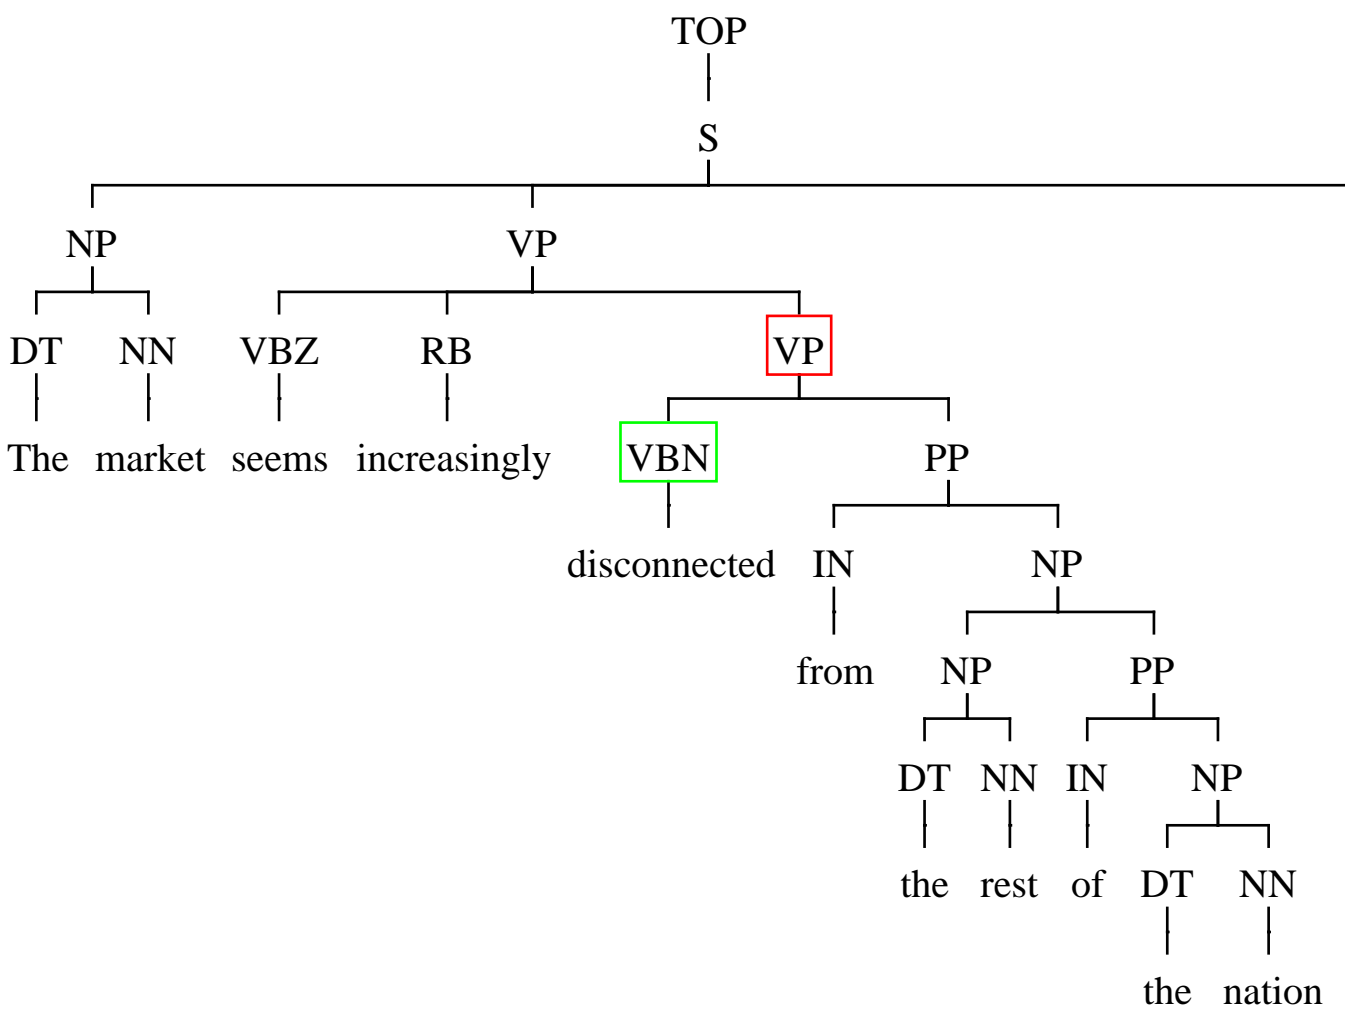 TOP
S
NP VP
DT NN VBZ RB VP
The market seems increasingly VBN PP
disconnected IN NP
from NP PP
DT NN IN NP
the rest of DT NN
the nation